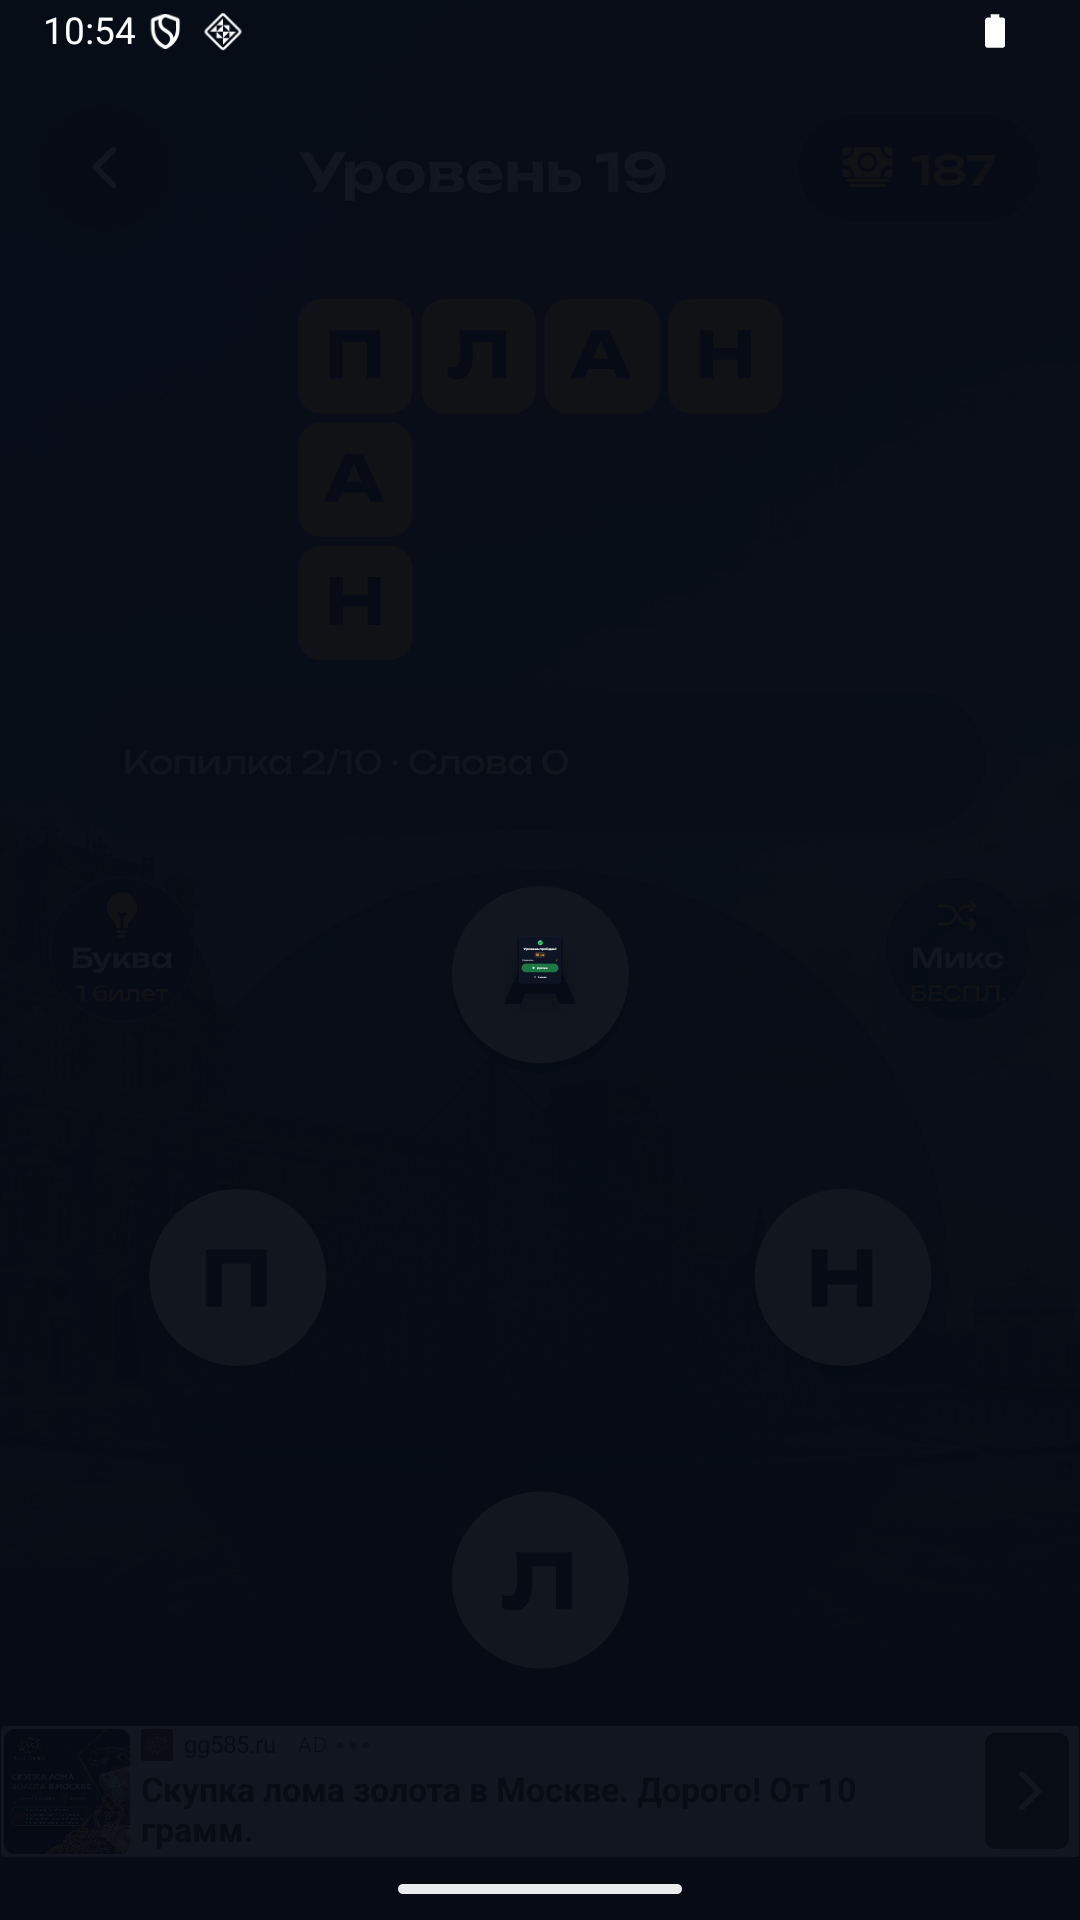 10:54
Уровень 19
187
ПЛАН
А
Н
Копилка 2/10 · Слова 0
Буква
1 билет
Микс
БЕСПЛ.
А
П
Н
Л
gg585.ru AD
Скупка лома золота в Москве. Дорого! От 10
грамм.